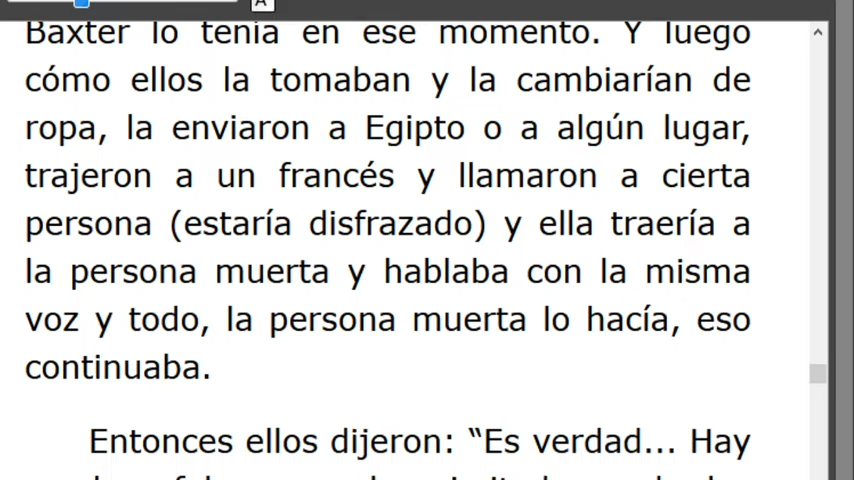 A
Baxter lo tenía en ese momento. Y luego
cómo ellos la tomaban y la cambiarían de
ropa, la enviaron a Egipto o a algún lugar,
trajeron a un francés y llamaron a cierta
persona (estaría disfrazado) y ella traería a
la persona muerta y hablaba con la misma
voz y todo, la persona muerta lo hacía, eso
continuaba.
Entonces ellos dijeron: “Es verdad... Hay